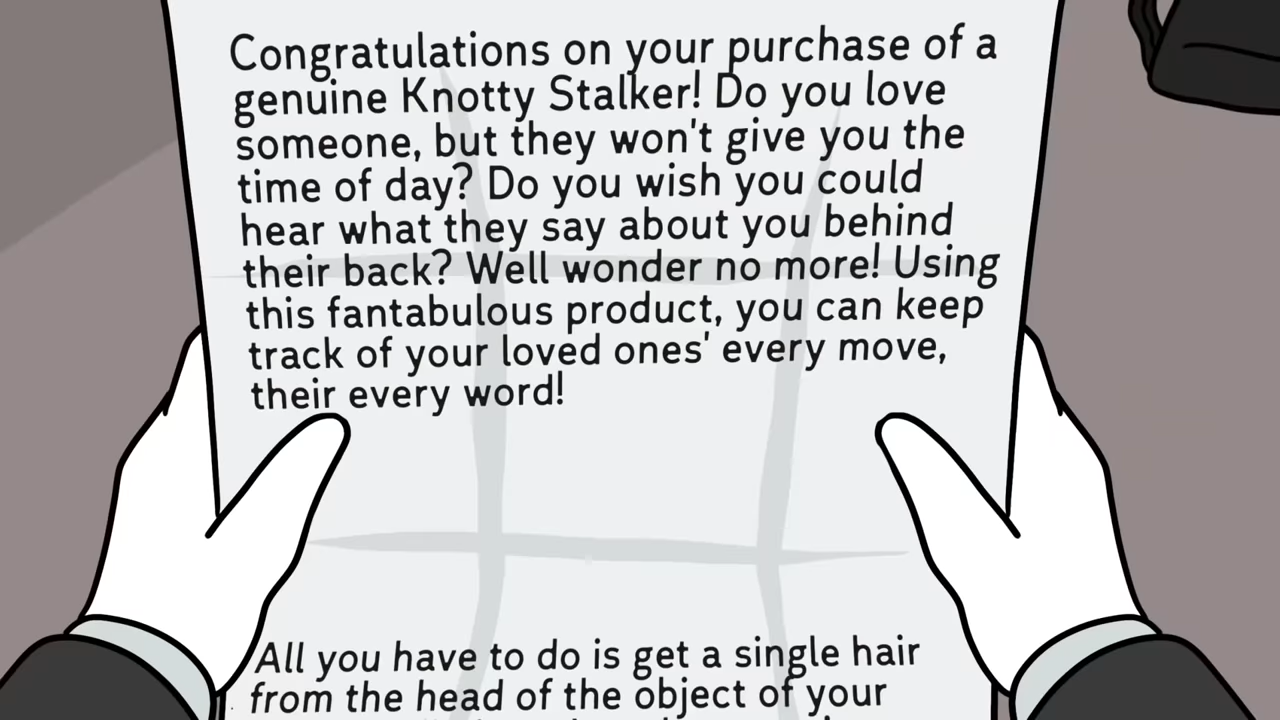 Congratulations on your purchase of a
genuine Knotty Stalker! Do you love
someone, but they won't give you the
time of day? Do you wish you could
hear what they say about you behind
their back? Well wonder no more! Using
this fantabulous product, you can keep
track of your loved ones' every move,
their every word!
All you have to do is get a single hair
from the head of the object of your